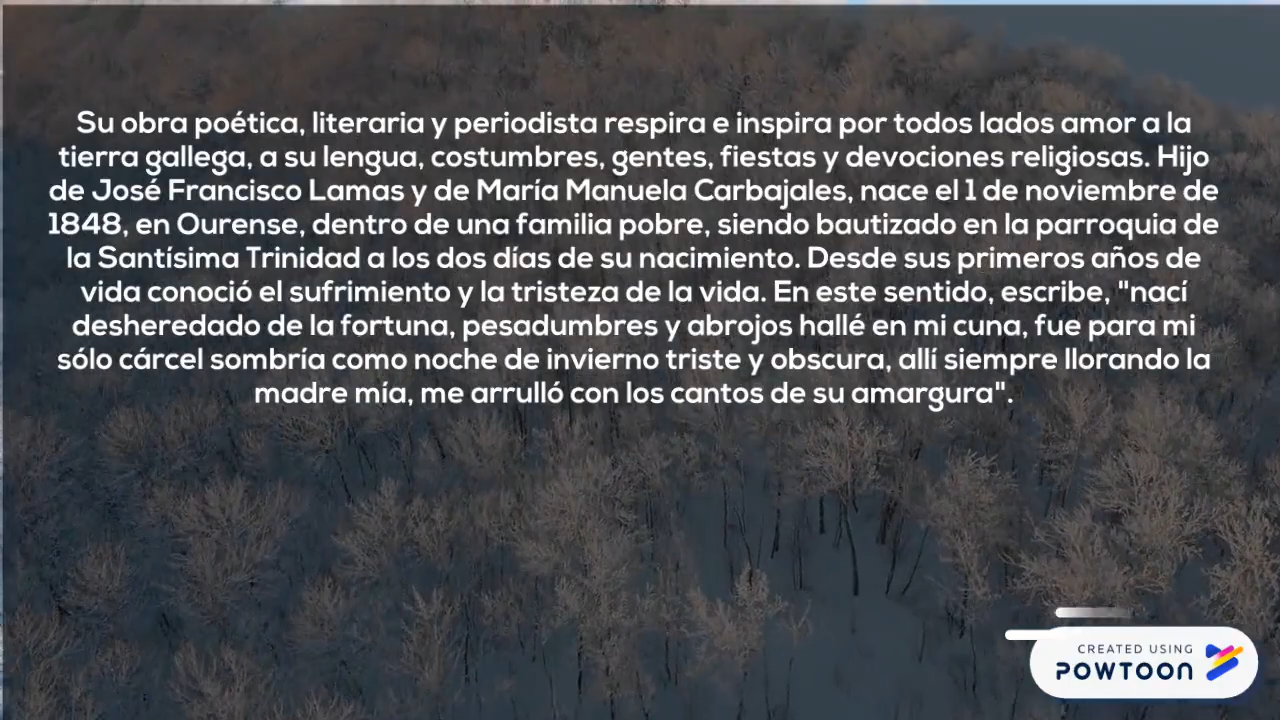 Su obra poética, literaria y periodista respira e inspira por todos lados amor a la
tierra gallega, a su lengua, costumbres, gentes, fiestas y devociones religiosas. Hijo
de José Francisco Lamas y de María Manuela Carbajales, nace el 1 de noviembre de
1848, en Ourense, dentro de una familia pobre, siendo bautizado en la parroquia de
la Santísima Trinidad a los dos días de su nacimiento. Desde sus primeros años de
vida conoció el sufrimiento y la tristeza de la vida. En este sentido, escribe, "nací
desheredado de la fortuna, pesadumbres y abrojos hallé en mi cuna, fue para mi
sólo cárcel sombría como noche de invierno triste y obscura, allí siempre llorando la
madre mía, me arrulló con los cantos de su amargura".
CREATED USING
POWTOON